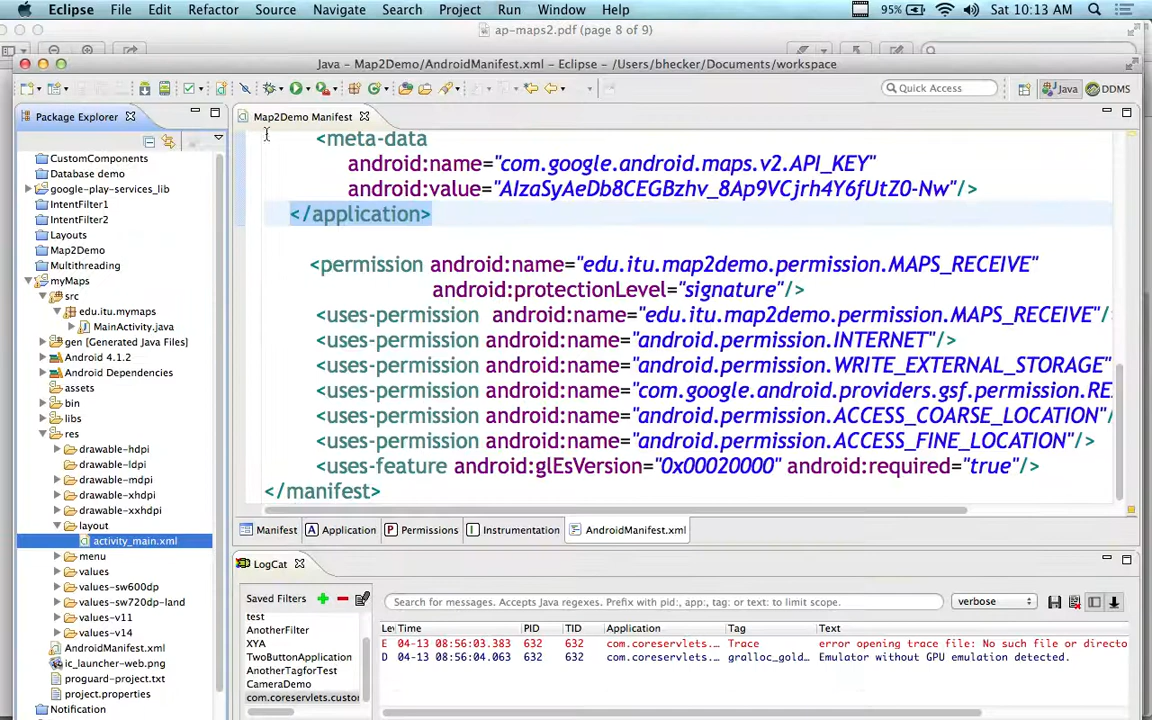 Eclipse File Edit Refactor Source Navigate Search Project Run Window Help 95% Sat 10:13 AM
ap-maps2.pdf (page 8 of 9)
Java – Map2Demo/AndroidManifest.xml – Eclipse – /Users/bhecker/Documents/workspace
Quick Access Java DDMS
Package Explorer
CustomComponents
Database demo
google-play-services_lib
IntentFilter1
IntentFilter2
Layouts
Map2Demo
Multithreading
myMaps
src
edu.itu.mymaps
MainActivity.java
gen [Generated Java Files]
Android 4.1.2
Android Dependencies
assets
bin
libs
res
drawable-hdpi
drawable-ldpi
drawable-mdpi
drawable-xhdpi
drawable-xxhdpi
layout
activity_main.xml
menu
values
values-sw600dp
values-sw720dp-land
values-v11
values-v14
AndroidManifest.xml
ic_launcher-web.png
proguard-project.txt
project.properties
Notification
Map2Demo Manifest
<meta-data
android:name="com.google.android.maps.v2.API_KEY"
android:value="AIzaSyAeDb8CEGBzhv_8Ap9VCjrh4Y6fUtZ0-Nw"/>
</application>
<permission android:name="edu.itu.map2demo.permission.MAPS_RECEIVE"
android:protectionLevel="signature"/>
<uses-permission android:name="edu.itu.map2demo.permission.MAPS_RECEIVE"/
<uses-permission android:name="android.permission.INTERNET"/>
<uses-permission android:name="android.permission.WRITE_EXTERNAL_STORAGE"
<uses-permission android:name="com.google.android.providers.gsf.permission.RE
<uses-permission android:name="android.permission.ACCESS_COARSE_LOCATION"/
<uses-permission android:name="android.permission.ACCESS_FINE_LOCATION"/>
<uses-feature android:glEsVersion="0x00020000" android:required="true"/>
</manifest>
Manifest Application Permissions Instrumentation AndroidManifest.xml
LogCat
Saved Filters
test
AnotherFilter
XYA
TwoButtonApplication
AnotherTagforTest
CameraDemo
com.coreservlets.custor
Search for messages. Accepts Java regexes. Prefix with pid:, app:, tag: or text: to limit scope. verbose
Le Time PID TID Application Tag Text
E 04-13 08:56:03.383 632 632 com.coreservlets... Trace error opening trace file: No such file or directo
D 04-13 08:56:04.063 632 632 com.coreservlets... gralloc_gold... Emulator without GPU emulation detected.